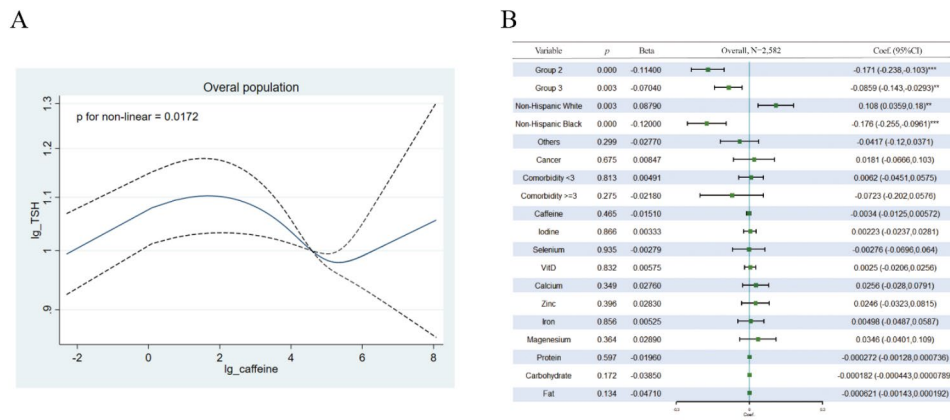 A
B
Overal population
p for non-linear = 0.0172
lg_TSH
1.3
1.2
1.1
1
.9
-2 0 2 4 6 8
lg_caffeine
Variable p Beta Overall, N=2,582 Coef. (95%CI)
Group 2 0.000 -0.11400 -0.171 (-0.238,-0.103)***
Group 3 0.003 -0.07040 -0.0859 (-0.143,-0.0293)**
Non-Hispanic White 0.003 0.08790 0.108 (0.0359,0.18)**
Non-Hispanic Black 0.000 -0.12000 -0.176 (-0.255,-0.0961)***
Others 0.299 -0.02770 -0.0417 (-0.12,0.0371)
Cancer 0.675 0.00847 0.0181 (-0.0666,0.103)
Comorbidity <3 0.813 0.00491 0.0062 (-0.0451,0.0575)
Comorbidity >=3 0.275 -0.02180 -0.0723 (-0.202,0.0576)
Caffeine 0.465 -0.01510 -0.0034 (-0.0125,0.00572)
Iodine 0.866 0.00333 0.00223 (-0.0237,0.0281)
Selenium 0.935 -0.00279 -0.00276 (-0.0696,0.064)
VitD 0.832 0.00575 0.0025 (-0.0206,0.0256)
Calcium 0.349 0.02760 0.0256 (-0.028,0.0791)
Zinc 0.396 0.02830 0.0246 (-0.0323,0.0815)
Iron 0.856 0.00525 0.00498 (-0.0487,0.0587)
Magenesium 0.364 0.02890 0.0346 (-0.0401,0.109)
Protein 0.597 -0.01960 -0.000272 (-0.00128,0.000736)
Carbohydrate 0.172 -0.03850 -0.000182 (-0.000443,0.0000789)
Fat 0.134 -0.04710 -0.000621 (-0.00143,0.000192)